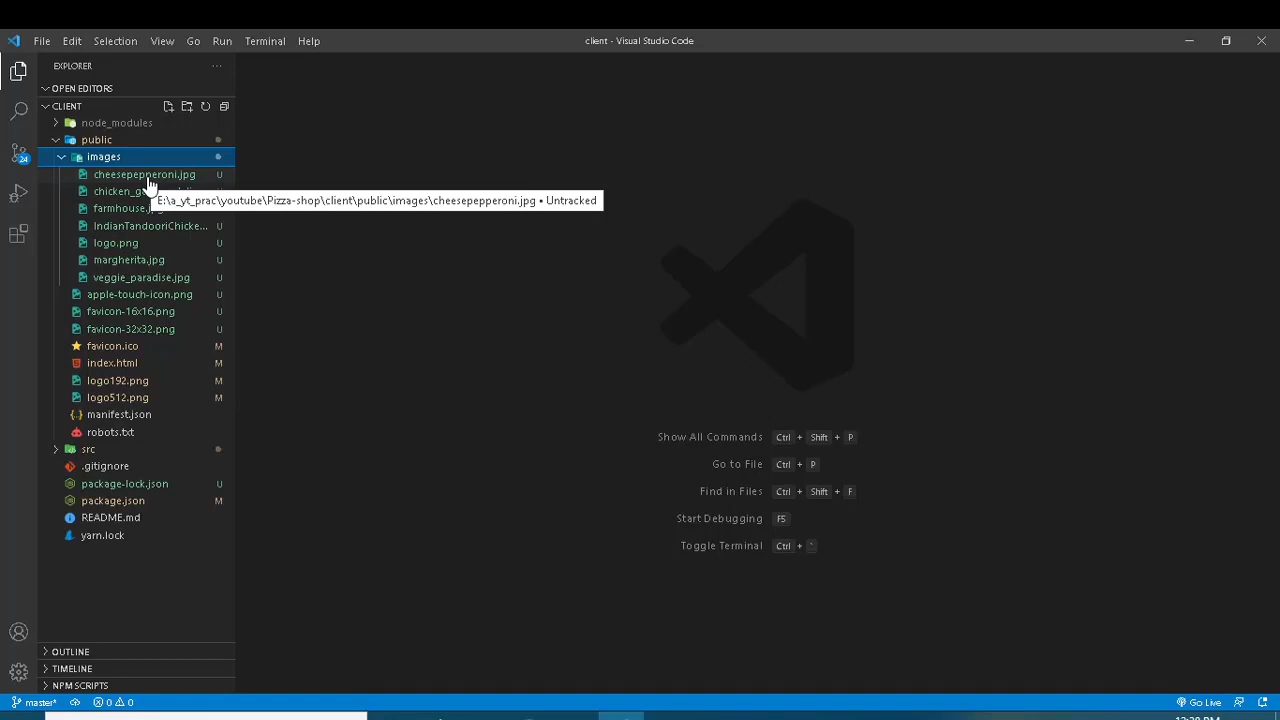 File Edit Selection View Go Run Terminal Help
client - Visual Studio Code
EXPLORER
OPEN EDITORS
CLIENT
node_modules
public
images
cheesepepperoni.jpg U
E:\a_yt_prac\youtube\Pizza-shop\client\public\images\cheesepepperoni.jpg • Untracked
farmhouse.jpg U
IndianTandooriChicke... U
logo.png U
margherita.jpg U
veggie_paradise.jpg U
apple-touch-icon.png U
favicon-16x16.png U
favicon-32x32.png U
favicon.ico M
index.html M
logo192.png M
logo512.png M
manifest.json
robots.txt
src
.gitignore
package-lock.json U
package.json M
README.md
yarn.lock
24
Show All Commands Ctrl + Shift + P
Go to File Ctrl + P
Find in Files Ctrl + Shift + F
Start Debugging F5
Toggle Terminal Ctrl + `
OUTLINE
TIMELINE
NPM SCRIPTS
master*
0 0
Go Live